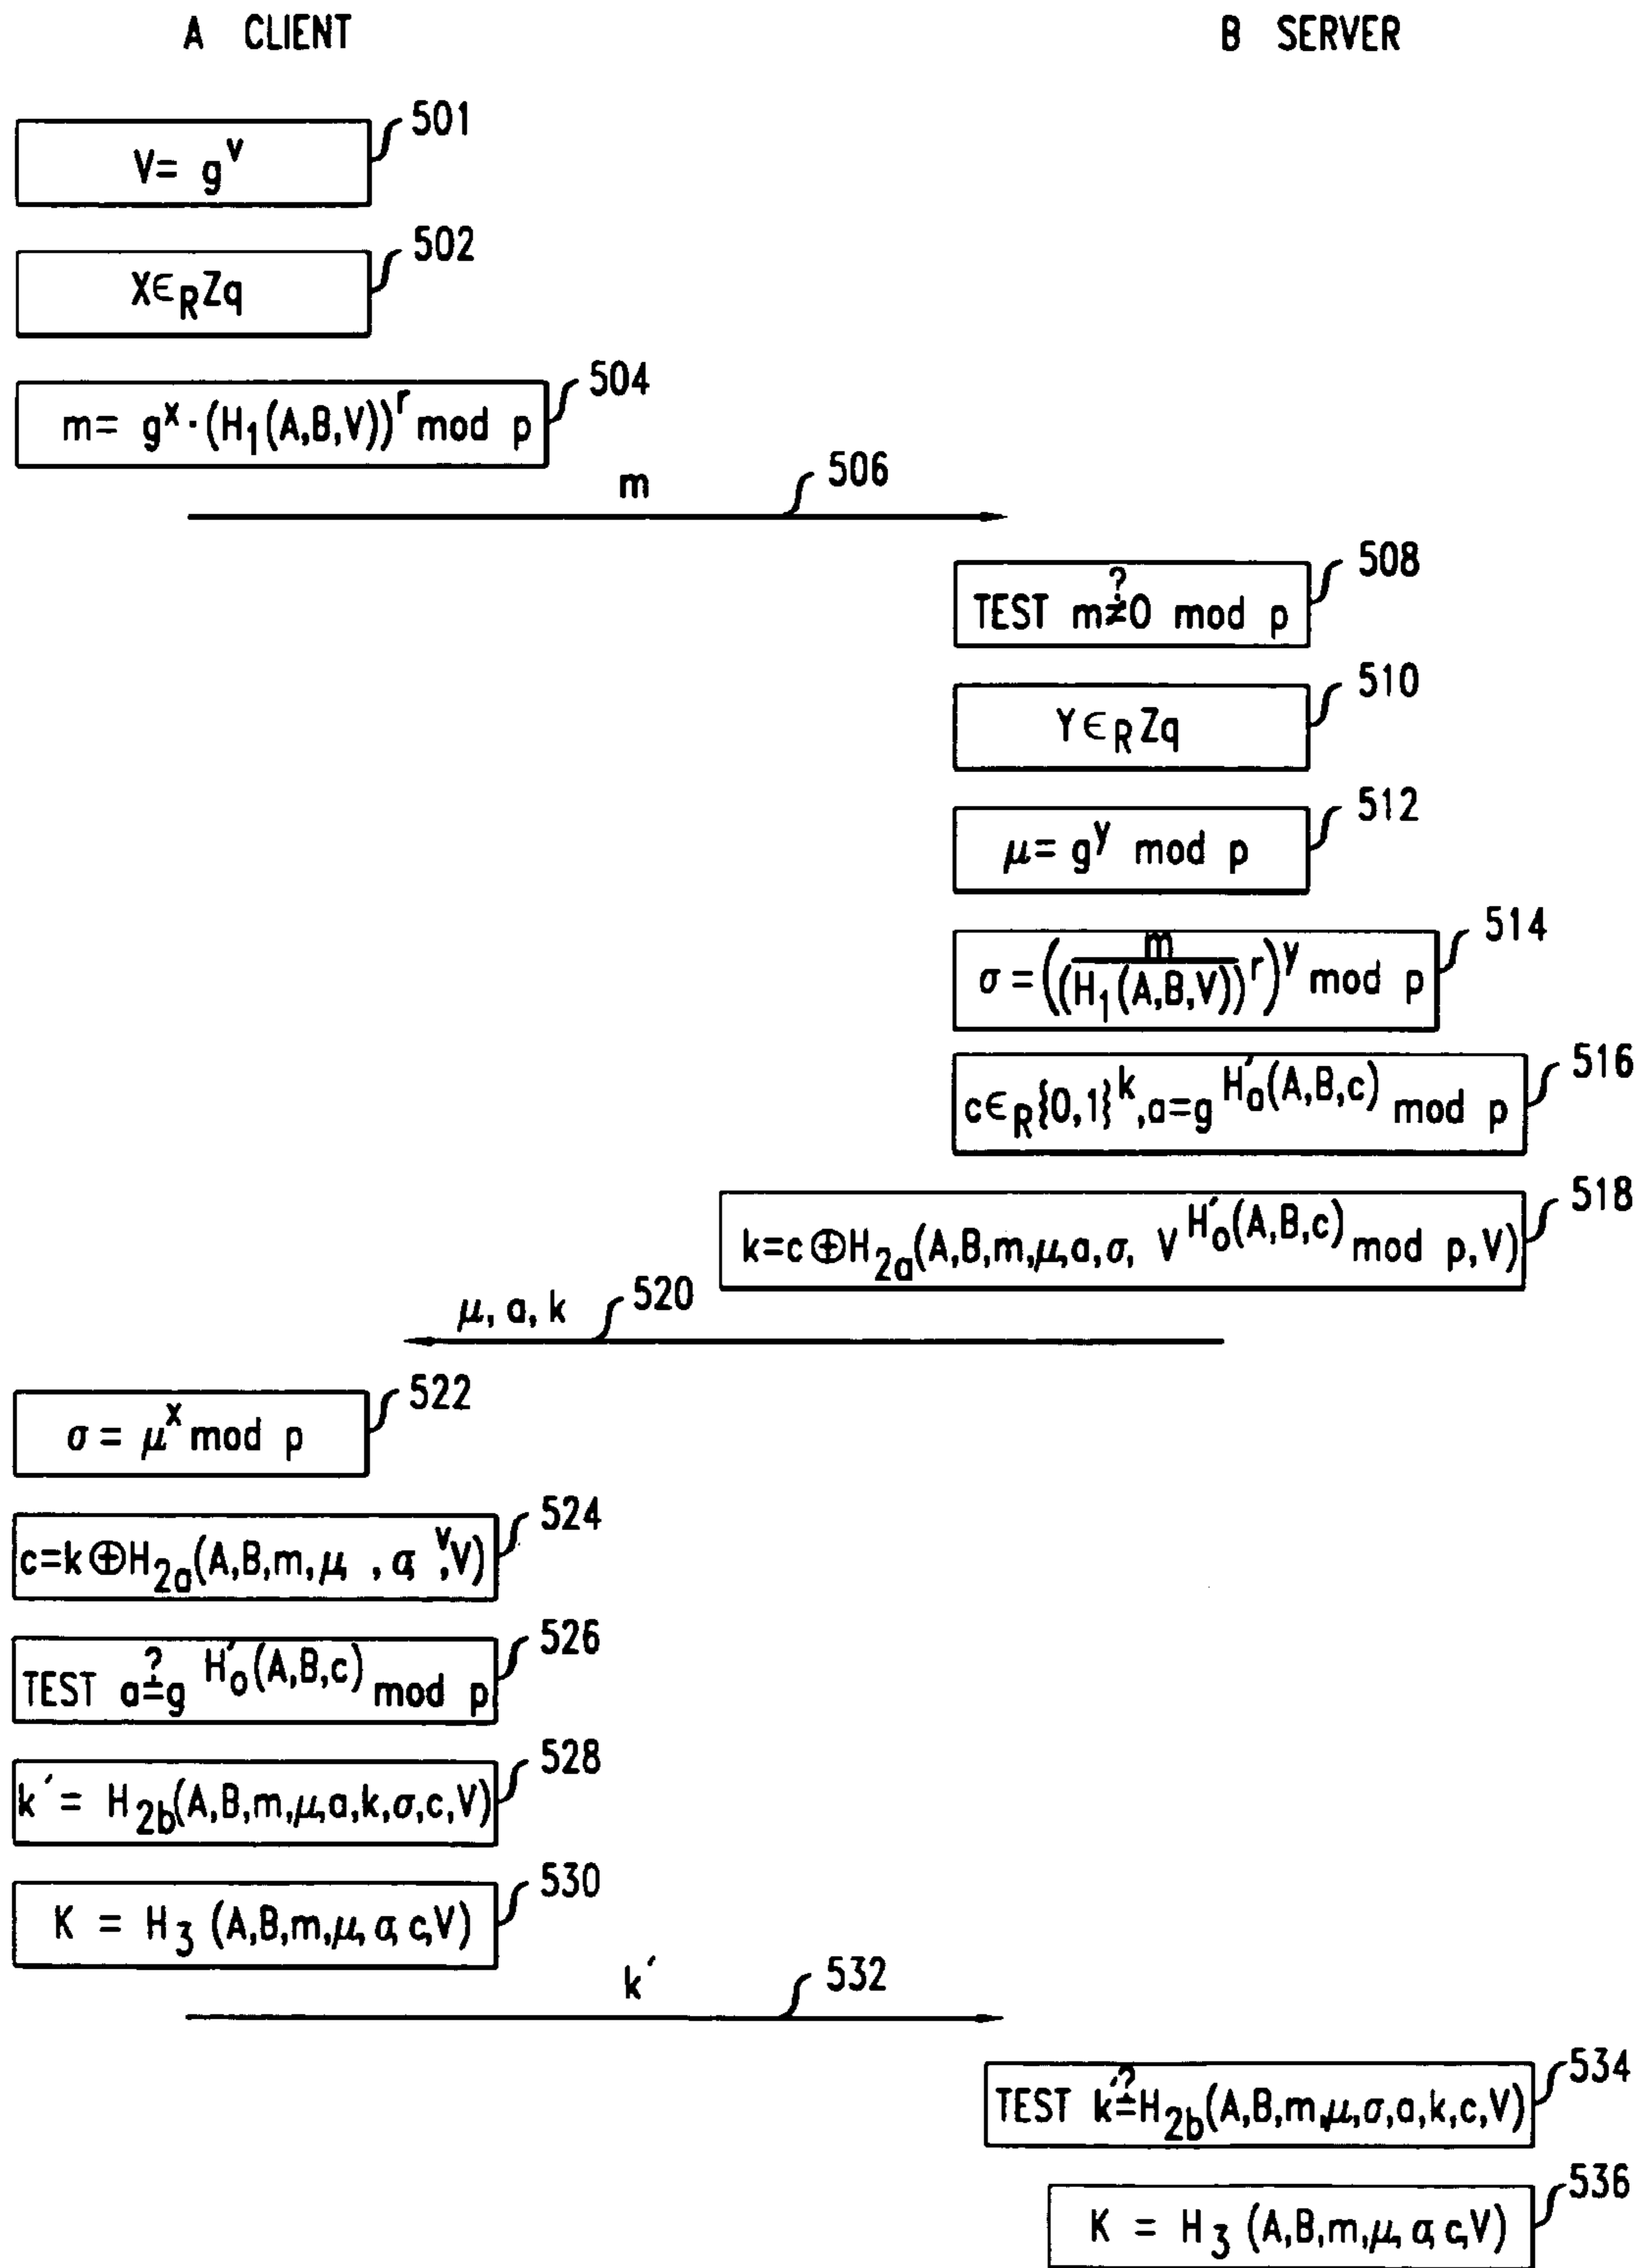 A CLIENT
B SERVER
501
V= g^v
502
X∈_R Zq
504
m= g^x · (H_1(A,B,V))^r mod p
m
506
508
TEST m ≠^? 0 mod p
510
Y∈_R Zq
512
μ= g^y mod p
514
σ = (m/((H_1(A,B,V))^r)^y mod p
516
c∈_R{0,1}^k, a=g^H'_a(A,B,c) mod p
518
k=c⊕H_2a(A,B,m,μ,a,σ, V^H'_0(A,B,c) mod p,V)
μ, a, k
520
522
σ = μ^x mod p
524
c=k⊕H_2a(A,B,m,μ , σ, ^v,V)
526
TEST a=^?g^H'_0(A,B,c) mod p
528
k´= H_2b(A,B,m,μ,a,k,σ,c,V)
530
K = H_3 (A,B,m,μ,σ,c,V)
k´
532
534
TEST k´=^?H_2b(A,B,m,μ,σ,a,k,c,V)
536
K = H_3 (A,B,m,μ,σ,c,V)